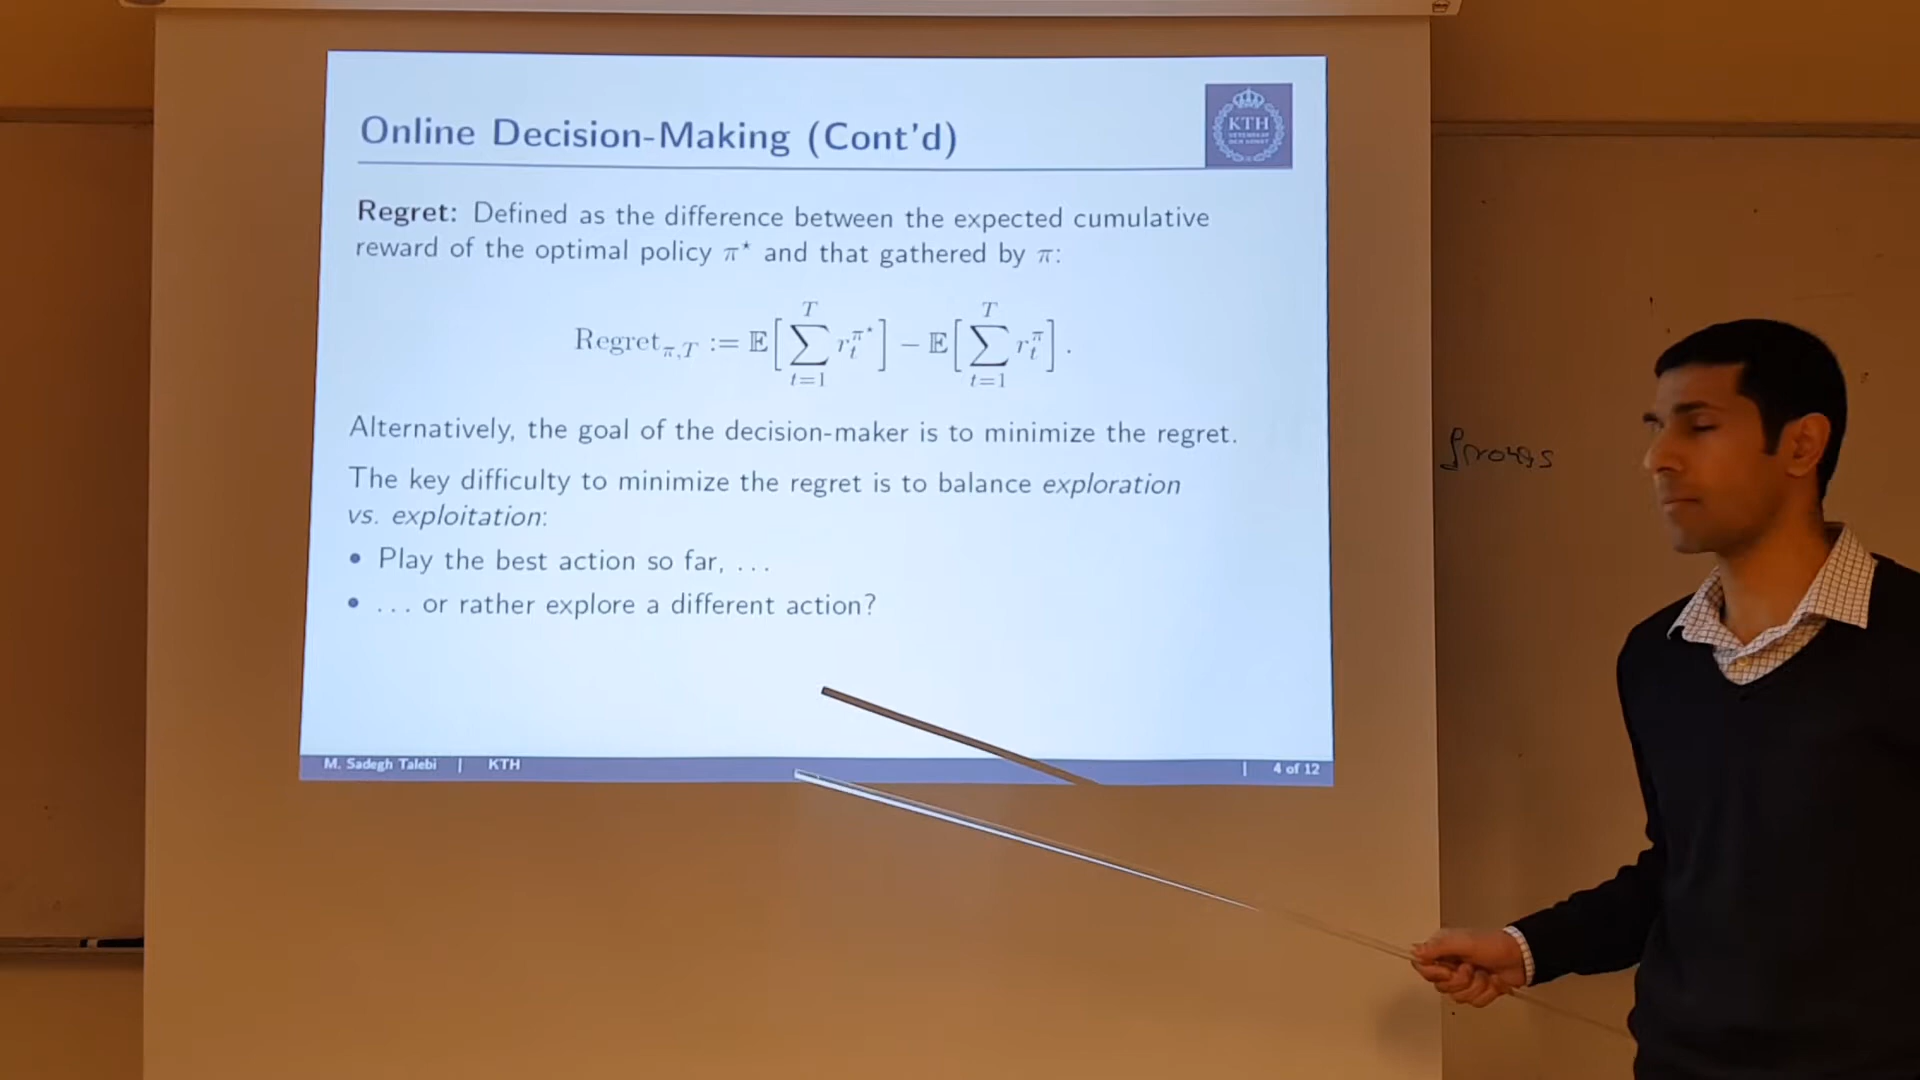 Online Decision-Making (Cont'd)
KTH
Regret: Defined as the difference between the expected cumulative
reward of the optimal policy π* and that gathered by π:
Regret_{π,T} := 𝔼[∑_{t=1}^{T} r_t^{π*}] − 𝔼[∑_{t=1}^{T} r_t^{π}].
Alternatively, the goal of the decision-maker is to minimize the regret.
The key difficulty to minimize the regret is to balance exploration
vs. exploitation:
• Play the best action so far, ...
• ... or rather explore a different action?
M. Sadegh Talebi | KTH | 4 of 12